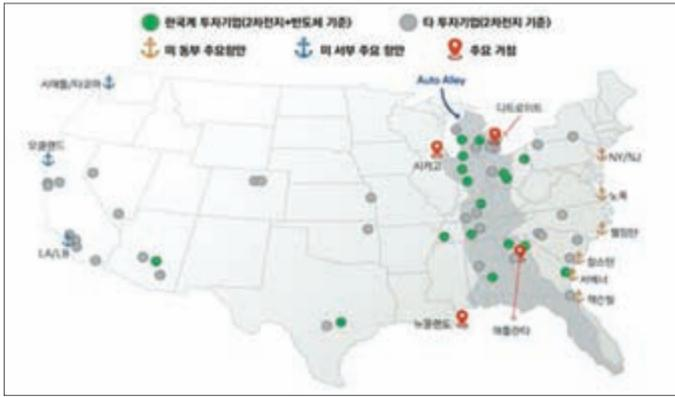 한국계 투자기업(2차전지+반도체 기준) 타 투자기업(2차전지 기준)
미 동부 주요항만 미 서부 주요 항만 주요 거점
시애틀/타코마
Auto Alley
디트로이트
오클랜드
시카고
NY/NJ
노폭
윌밍턴
LA/LB
찰스턴
서배너
잭슨빌
뉴올랜도
애틀란타